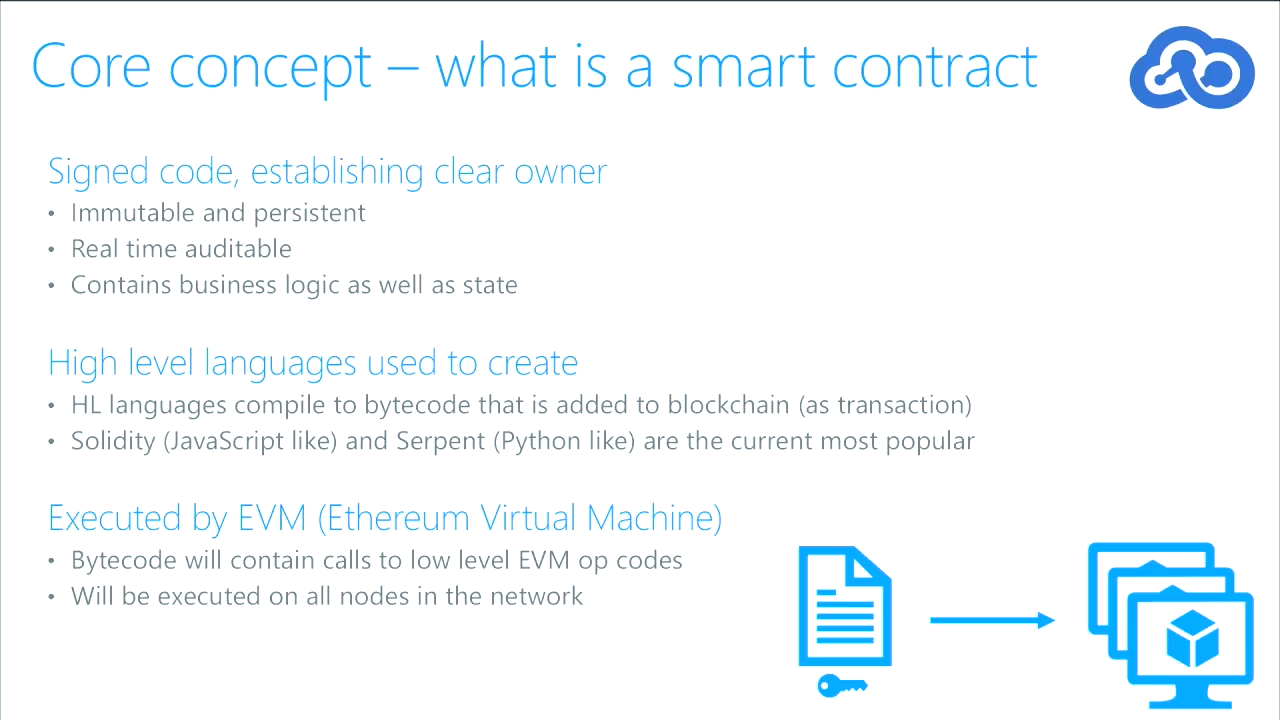 Core concept – what is a smart contract
Signed code, establishing clear owner
• Immutable and persistent
• Real time auditable
• Contains business logic as well as state
High level languages used to create
• HL languages compile to bytecode that is added to blockchain (as transaction)
• Solidity (JavaScript like) and Serpent (Python like) are the current most popular
Executed by EVM (Ethereum Virtual Machine)
• Bytecode will contain calls to low level EVM op codes
• Will be executed on all nodes in the network